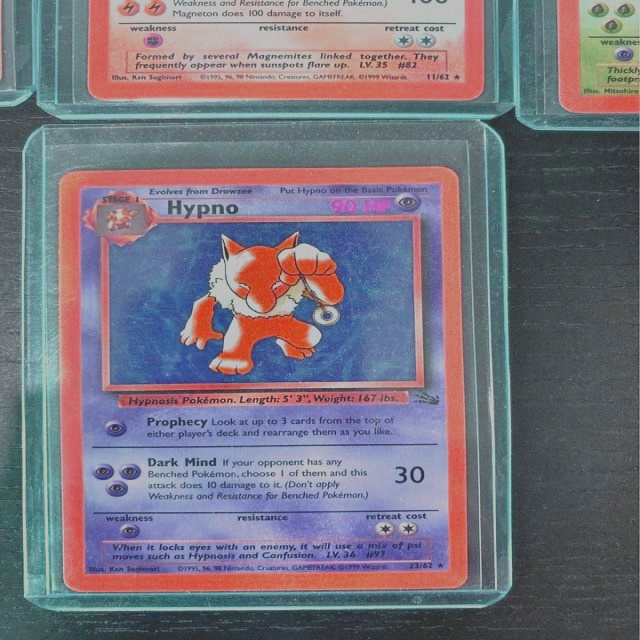 Weakness and Resistance for Benched Pokémon.)
Magneton does 100 damage to itself.
weakness resistance retreat cost
Formed by several Magnemites linked together. They
frequently appear when sunspots flare up. LV. 35 #82
Illus. Ken Sugimori ©1995, 96, 98 Nintendo, Creatures, GAMEFREAK. ©1999 Wizards. 11/62 ★
weakness
Thickly
Illus. Mitsuhiro
Evolves from Drowzee Put Hypno on the Basic Pokémon
STAGE 1
Hypno 90 HP
Hypnosis Pokémon. Length: 5' 3", Weight: 167 lbs.
Prophecy Look at up to 3 cards from the top of
either player's deck and rearrange them as you like.
Dark Mind If your opponent has any
Benched Pokémon, choose 1 of them and this
attack does 10 damage to it. (Don't apply
Weakness and Resistance for Benched Pokémon.)
30
weakness resistance retreat cost
When it locks eyes with an enemy, it will use a mix of psi
moves such as Hypnosis and Confusion. LV. 36 #97
Illus. Ken Sugimori ©1995, 96, 98 Nintendo, Creatures, GAMEFREAK. ©1999 Wizards. 23/62 ★